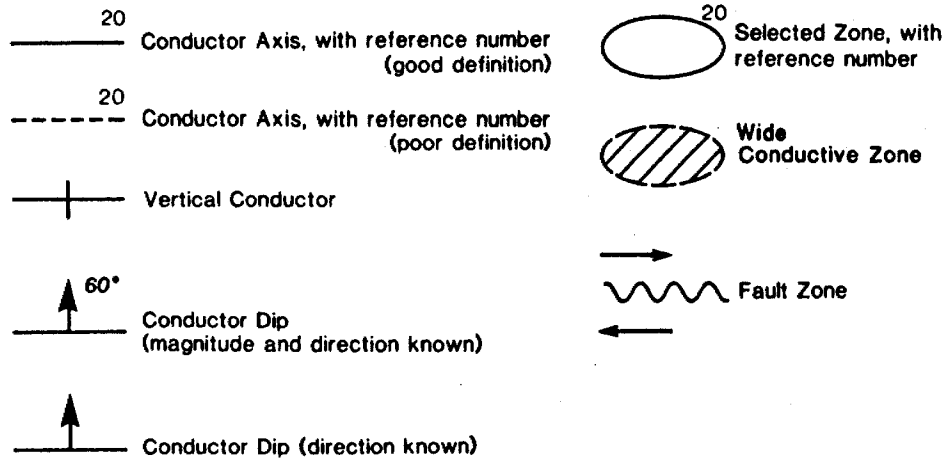 20
Conductor Axis, with reference number
(good definition)
20
Conductor Axis, with reference number
(poor definition)
Vertical Conductor
60°
Conductor Dip
(magnitude and direction known)
Conductor Dip (direction known)
20
Selected Zone, with
reference number
Wide
Conductive Zone
Fault Zone